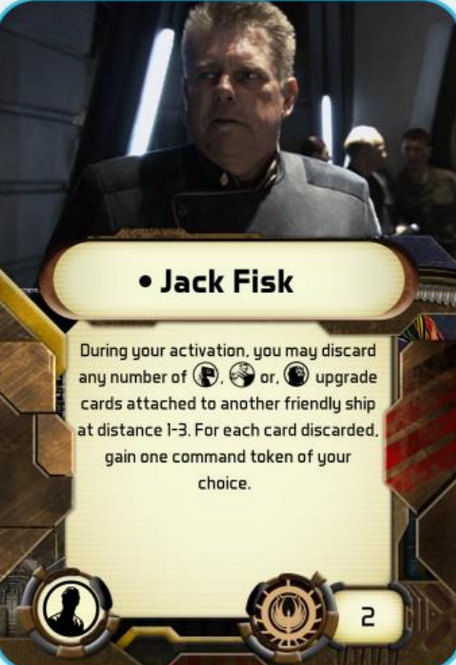 • Jack Fisk
During your activation, you may discard
any number of , or, upgrade
cards attached to another friendly ship
at distance 1-3. For each card discarded,
gain one command token of your
choice.
2